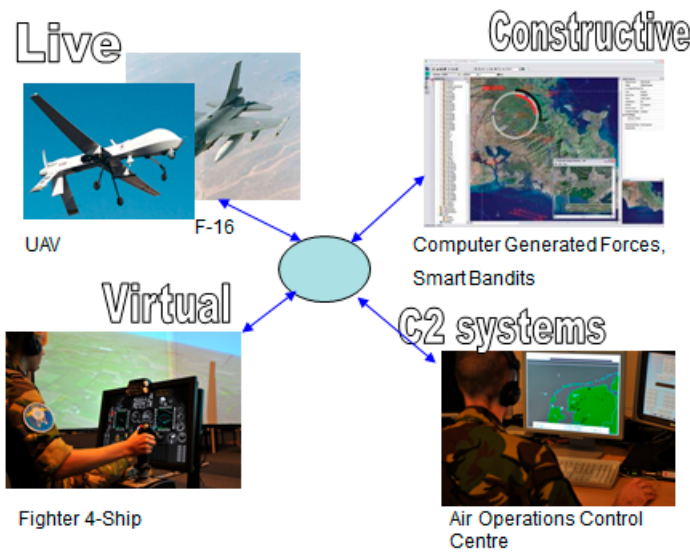 Live
Constructive
F-16
UAV
Computer Generated Forces,
Smart Bandits
Virtual
C2 systems
Fighter 4-Ship
Air Operations Control
Centre